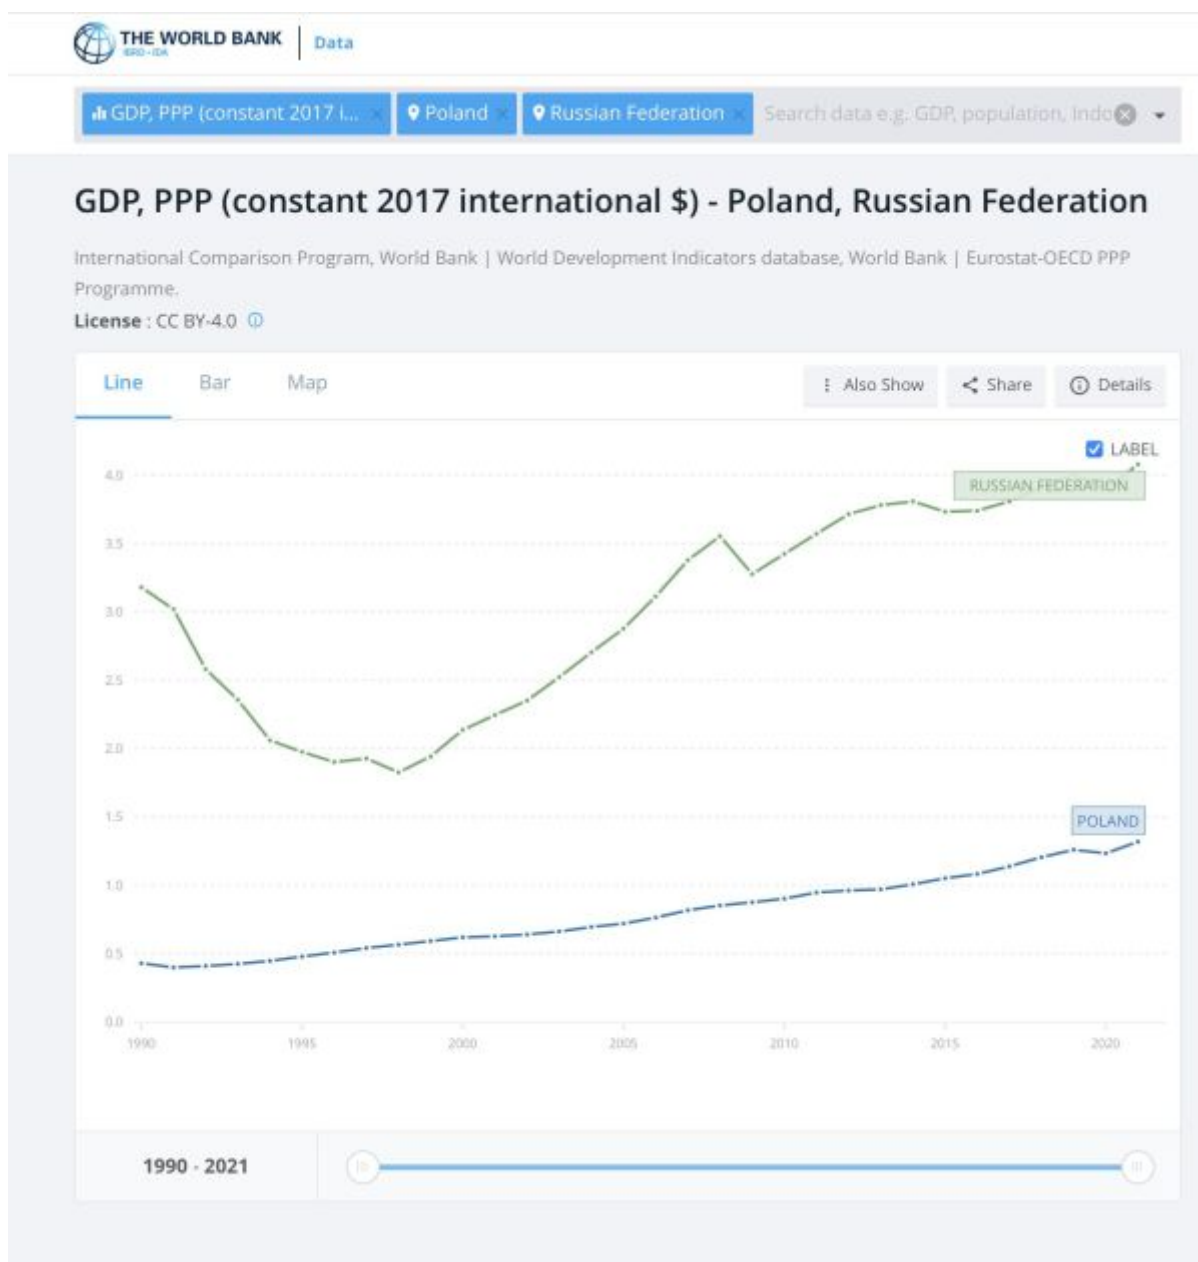 THE WORLD BANK
IBRD • IDA
Data
GDP, PPP (constant 2017 i... × Poland × Russian Federation × Search data e.g. GDP, population, Indo
GDP, PPP (constant 2017 international $) - Poland, Russian Federation
International Comparison Program, World Bank | World Development Indicators database, World Bank | Eurostat-OECD PPP
Programme.
License : CC BY-4.0
Line Bar Map Also Show Share Details
LABEL
4.0
RUSSIAN FEDERATION
3.5
3.0
2.5
2.0
1.5
POLAND
1.0
0.5
0.0
1990 1995 2000 2005 2010 2015 2020
1990 - 2021